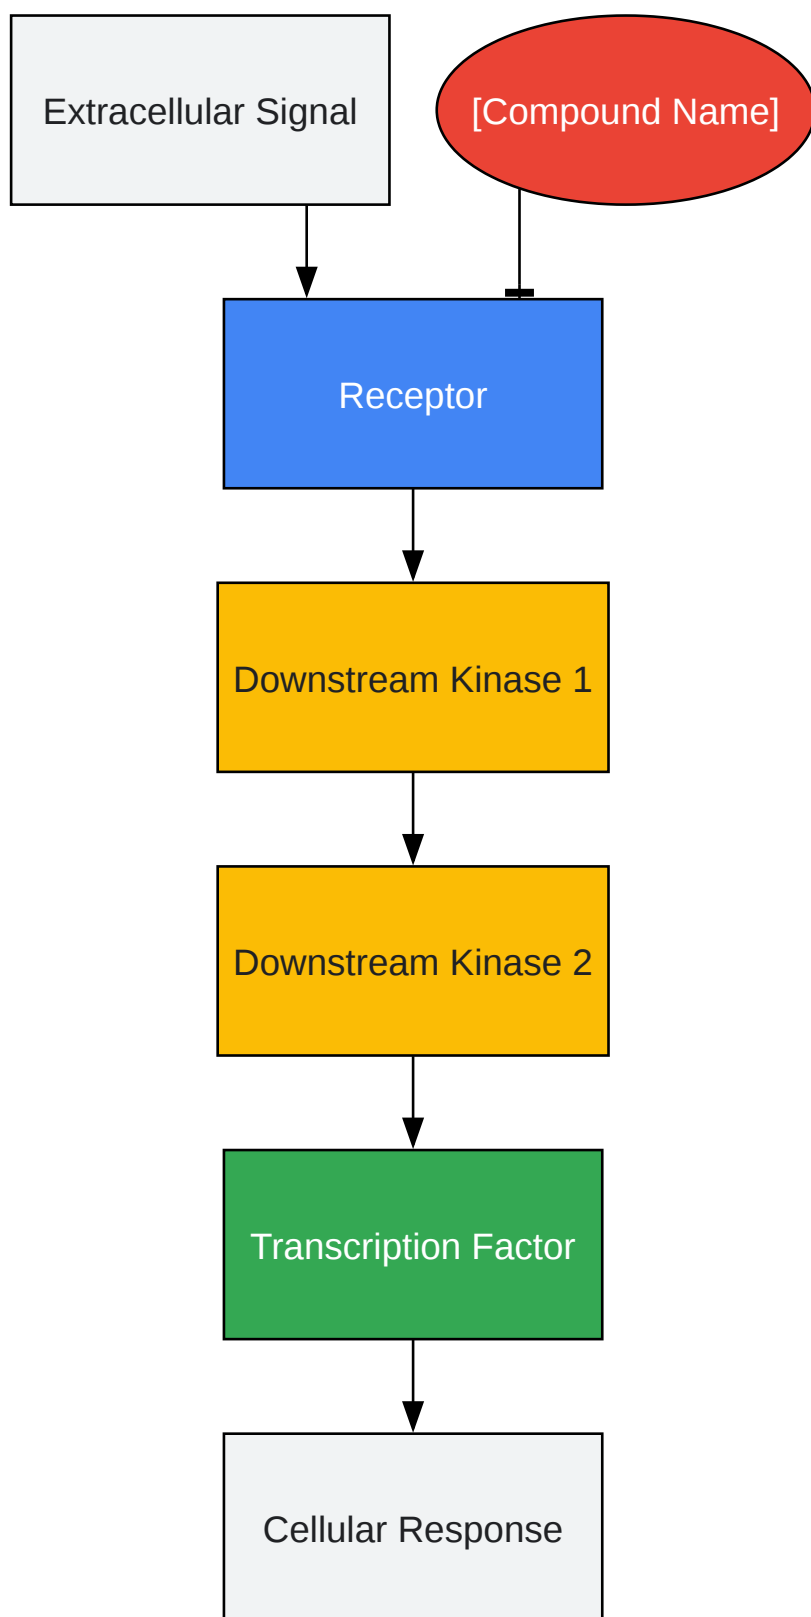 Extracellular Signal
[Compound Name]
Receptor
Downstream Kinase 1
Downstream Kinase 2
Transcription Factor
Cellular Response